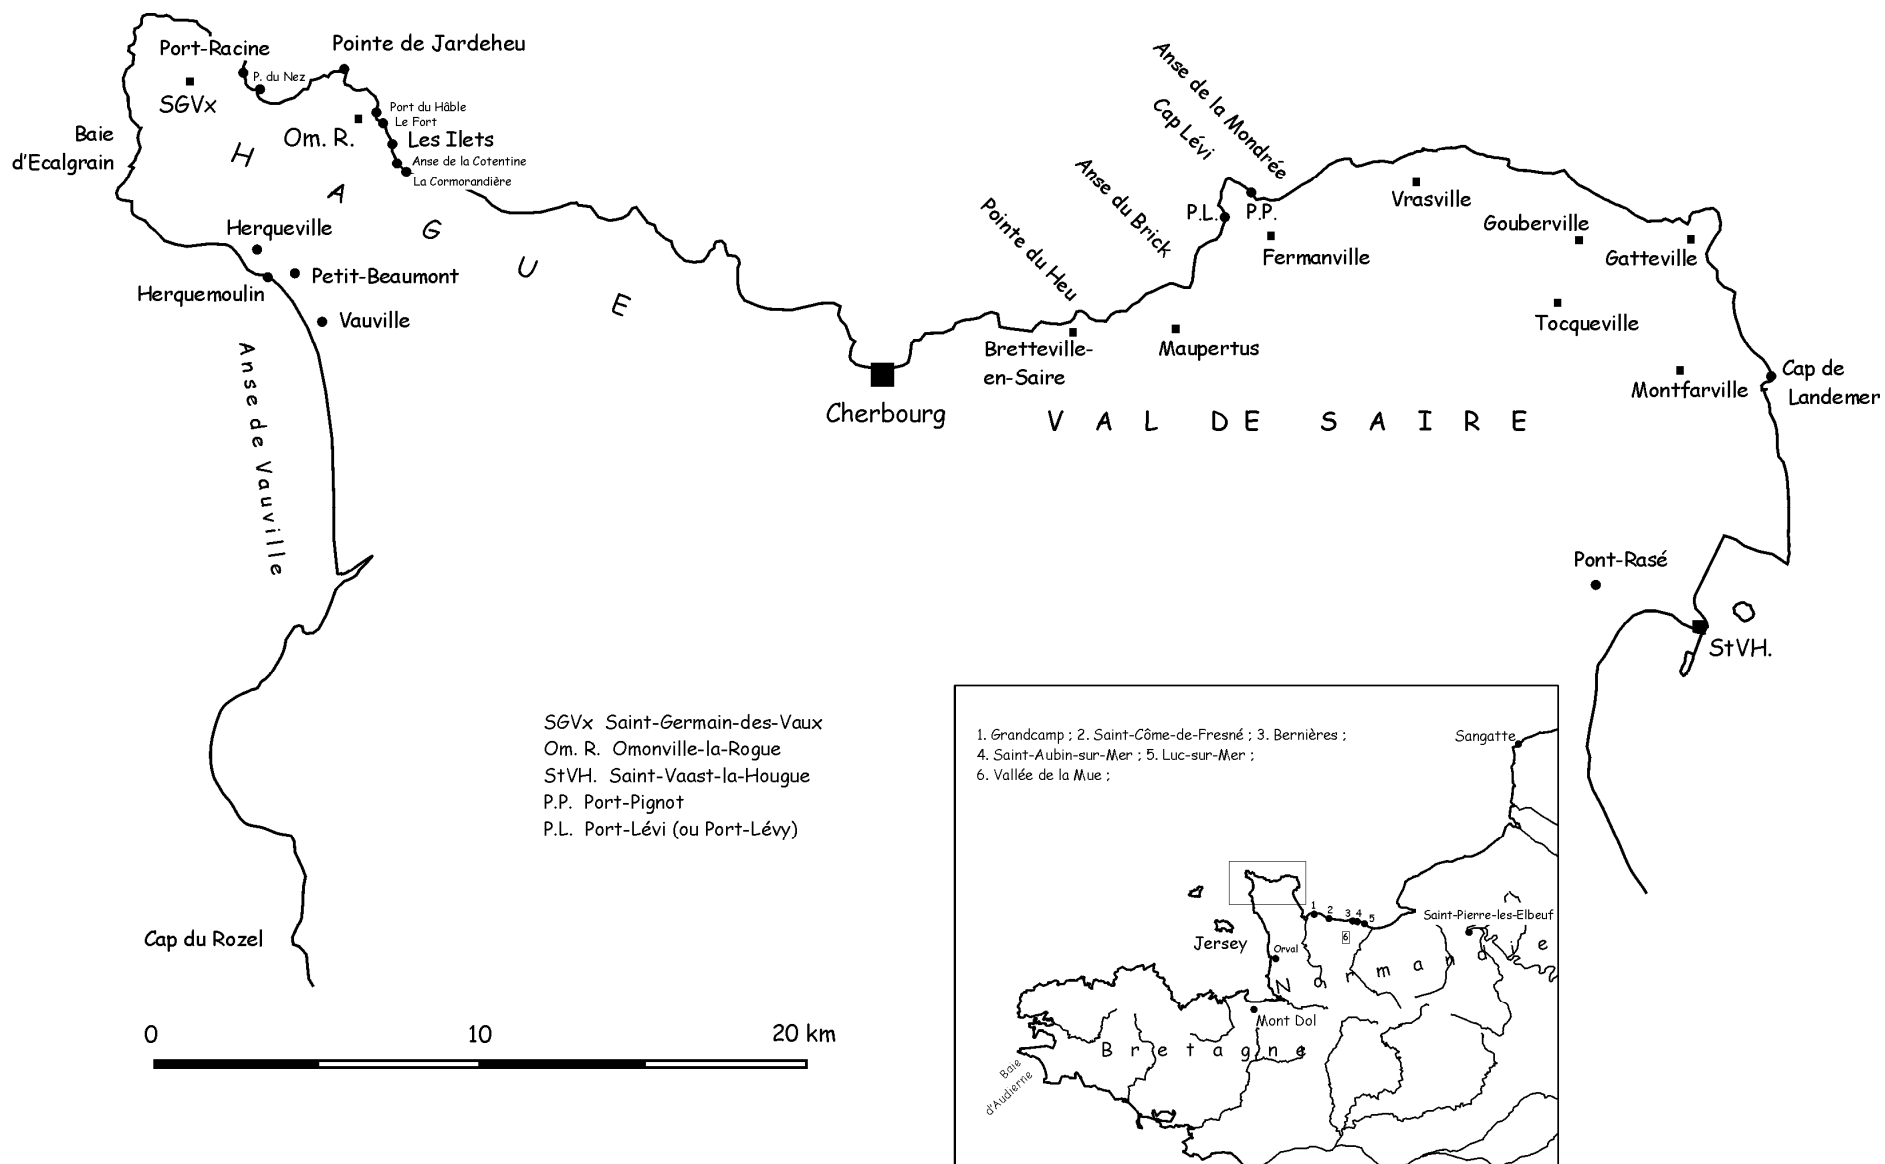 Port-Racine
Pointe de Jardeheu
P. du Nez
SGVx
Port du Hâble
Le Fort
Om. R.
Les Ilets
Baie
d'Ecalgrain
Anse de la Cotentine
La Cormorandière
H A G U E
Herqueville
Petit-Beaumont
Herquemoulin
Vauville
Anse de Vauville
Cherbourg
Pointe du Heu
Anse du Brick
Cap Lévi
Anse de la Mondrée
P.L.
P.P.
Fermanville
Vrasville
Gouberville
Gatteville
Tocqueville
Bretteville-
en-Saire
Maupertus
Montfarville
Cap de
Landemer
VAL DE SAIRE
Pont-Rasé
StVH.
SGVx Saint-Germain-des-Vaux
Om. R. Omonville-la-Rogue
StVH. Saint-Vaast-la-Hougue
P.P. Port-Pignot
P.L. Port-Lévi (ou Port-Lévy)
Cap du Rozel
0 10 20 km
1. Grandcamp ; 2. Saint-Côme-de-Fresné ; 3. Bernières ;
4. Saint-Aubin-sur-Mer ; 5. Luc-sur-Mer ;
6. Vallée de la Mue ;
Sangatte
1 2 3 4 5
6
Saint-Pierre-les-Elbeuf
Jersey
Orval
Normandie
Mont Dol
Bretagne
Baie
d'Audierne